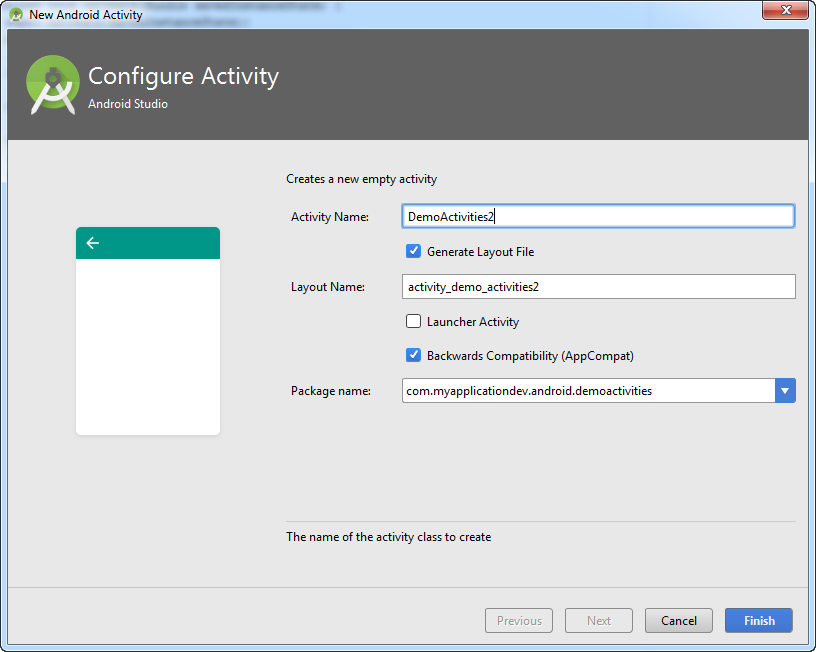 New Android Activity
Configure Activity
Android Studio
Creates a new empty activity
Activity Name: DemoActivities2
Generate Layout File
Layout Name: activity_demo_activities2
Launcher Activity
Backwards Compatibility (AppCompat)
Package name: com.myapplicationdev.android.demoactivities
The name of the activity class to create
Previous Next Cancel Finish